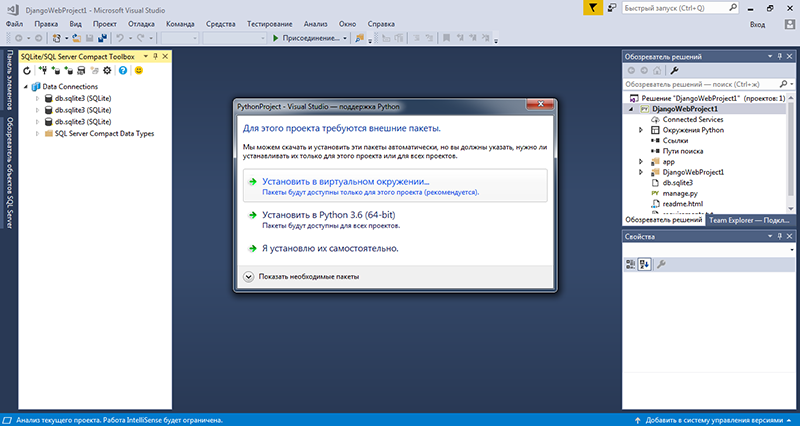 DjangoWebProject1 - Microsoft Visual Studio
Быстрый запуск (Ctrl+Q)
Файл Правка Вид Проект Отладка Команда Средства Тестирование Анализ Окно Справка
Вход
Присоединение...
Панель элементов
Обозреватель объектов SQL Server
SQLite/SQL Server Compact Toolbox
Data Connections
db.sqlite3 (SQLite)
db.sqlite3 (SQLite)
db.sqlite3 (SQLite)
SQL Server Compact Data Types
PythonProject - Visual Studio — поддержка Python
Для этого проекта требуются внешние пакеты.
Мы можем скачать и установить эти пакеты автоматически, но вы должны указать, нужно ли
устанавливать их только для этого проекта или для всех проектов.
Установить в виртуальном окружении...
Пакеты будут доступны только для этого проекта (рекомендуется).
Установить в Python 3.6 (64-bit)
Пакеты будут доступны для всех проектов.
Я установлю их самостоятельно.
Показать необходимые пакеты
Обозреватель решений
Обозреватель решений — поиск (Ctrl+ж)
Решение "DjangoWebProject1" (проектов: 1)
DjangoWebProject1
Connected Services
Окружения Python
Ссылки
Пути поиска
app
DjangoWebProject1
db.sqlite3
manage.py
readme.html
Обозреватель решений Team Explorer — Подкл...
Свойства
Анализ текущего проекта. Работа IntelliSense будет ограничена.
Добавить в систему управления версиями